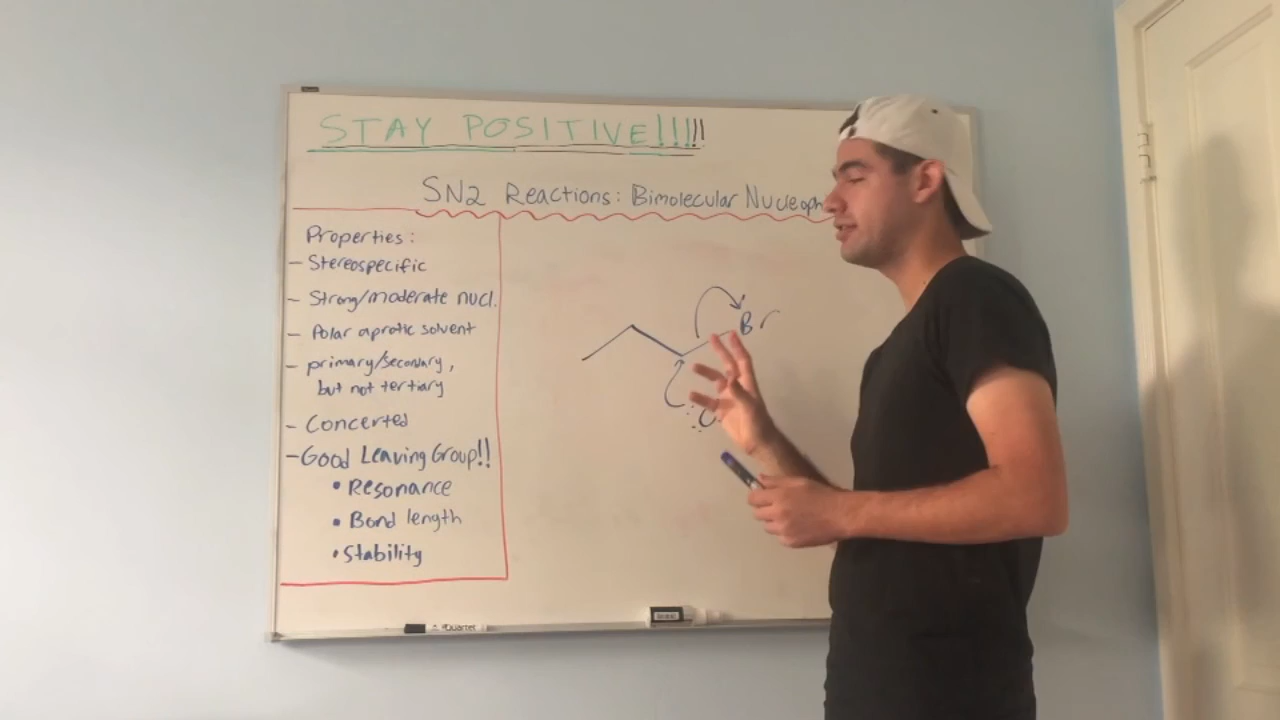 STAY POSITIVE!!!!!!
SN2 Reactions: Bimolecular Nucleoph
Properties:
- Stereospecific
- Strong/moderate nucl.
- Polar aprotic solvent
- primary/secondary,
but not tertiary
- Concerted
- Good Leaving Group!!
• Resonance
• Bond length
• Stability
Br
Quartet